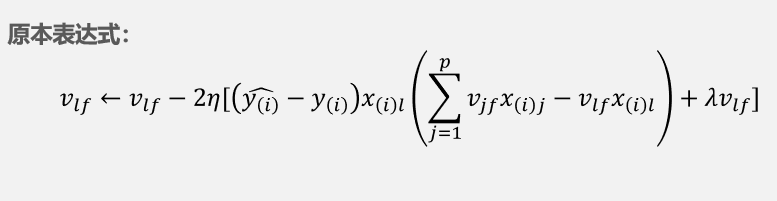 原本表达式：
v_{lf} ← v_{lf} − 2η[(\widehat{y_{(i)}} − y_{(i)})x_{(i)l}(\sum_{j=1}^{p} v_{jf}x_{(i)j} − v_{lf}x_{(i)l}) + λv_{lf}]